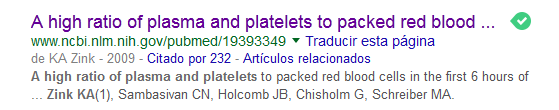 A high ratio of plasma and platelets to packed red blood ...
www.ncbi.nlm.nih.gov/pubmed/19393349 Traducir esta página
de KA Zink - 2009 - Citado por 232 - Artículos relacionados
A high ratio of plasma and platelets to packed red blood cells in the first 6 hours of
... Zink KA(1), Sambasivan CN, Holcomb JB, Chisholm G, Schreiber MA.